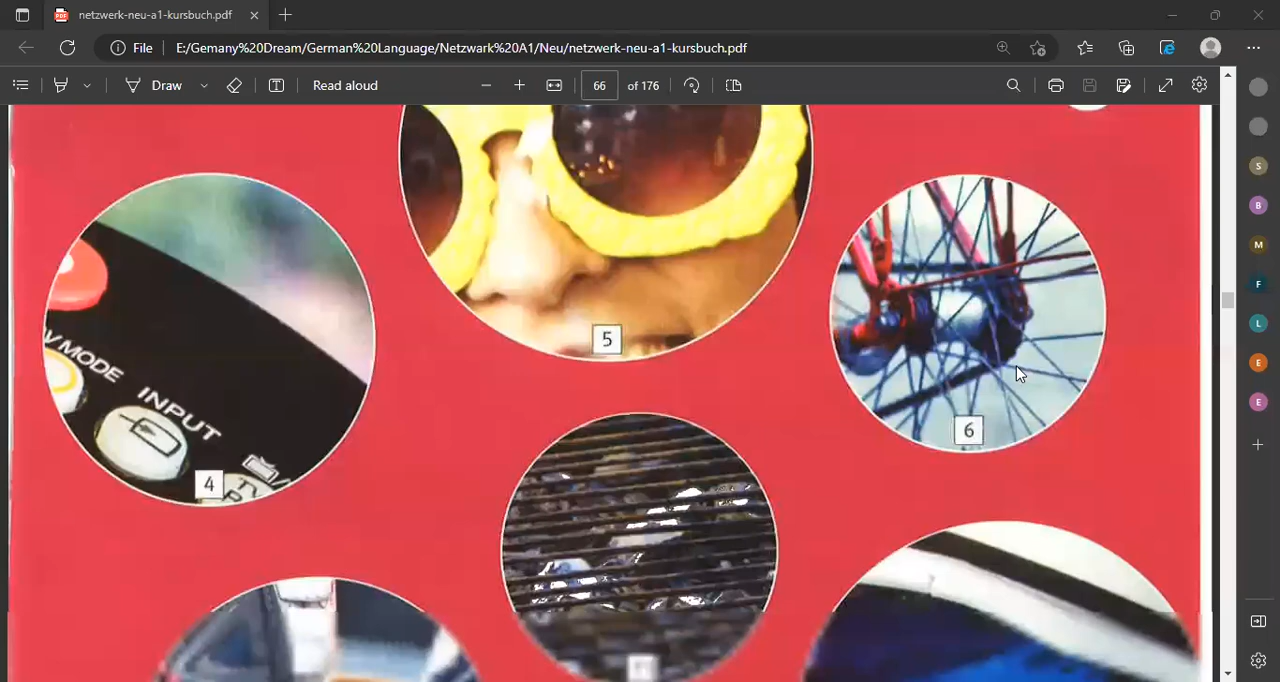 netzwerk-neu-a1-kursbuch.pdf
File
E:/Gemany%20Dream/German%20Language/Netzwark%20A1/Neu/netzwerk-neu-a1-kursbuch.pdf
Draw
Read aloud
66 of 176
S
B
M
F
L
E
E
5
MODE
INPUT
TV
4
6